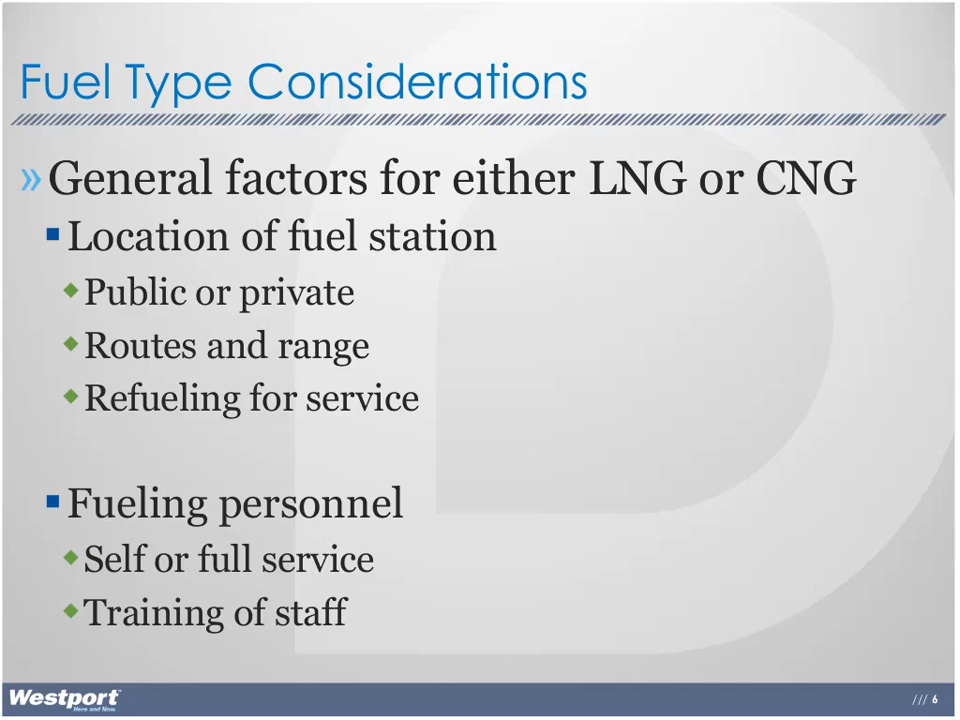 Fuel Type Considerations
»General factors for either LNG or CNG
▪Location of fuel station
◆Public or private
◆Routes and range
◆Refueling for service
▪Fueling personnel
◆Self or full service
◆Training of staff
Westport™
Here and Now.
/// 6